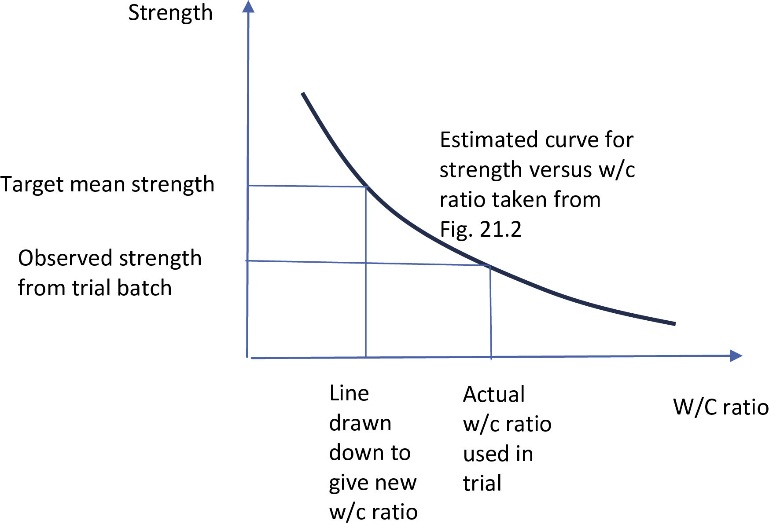 Strength
Estimated curve for
strength versus w/c
ratio taken from
Fig. 21.2
Target mean strength
Observed strength
from trial batch
Line
drawn
down to
give new
w/c ratio
Actual
w/c ratio
used in
trial
W/C ratio